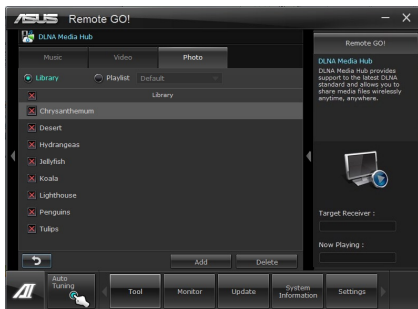 ASUS Remote GO!
DLNA Media Hub
Music Video Photo
Library Playlist Default
Library
Chrysanthemum
Desert
Hydrangeas
Jellyfish
Koala
Lighthouse
Penguins
Tulips
Add Delete
Remote GO!
DLNA Media Hub
DLNA Media Hub provides
support to the latest DLNA
standard and allows you to
share media files wirelessly
anytime, anywhere.
Target Receiver :
Now Playing :
Auto
Tuning
Tool
Monitor
Update
System
Information
Settings